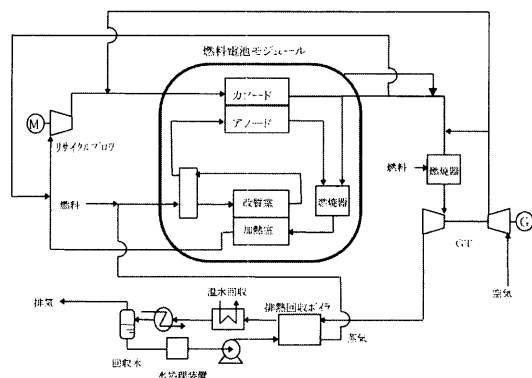 燃料電池モジュール
カソード
アノード
M
リサイクルブロワ
燃料
燃焼器
燃料
改質室
加熱室
燃焼器
G
GT
空気
温水回収
排熱回収ボイラ
排気
蒸気
回収水
水処理装置